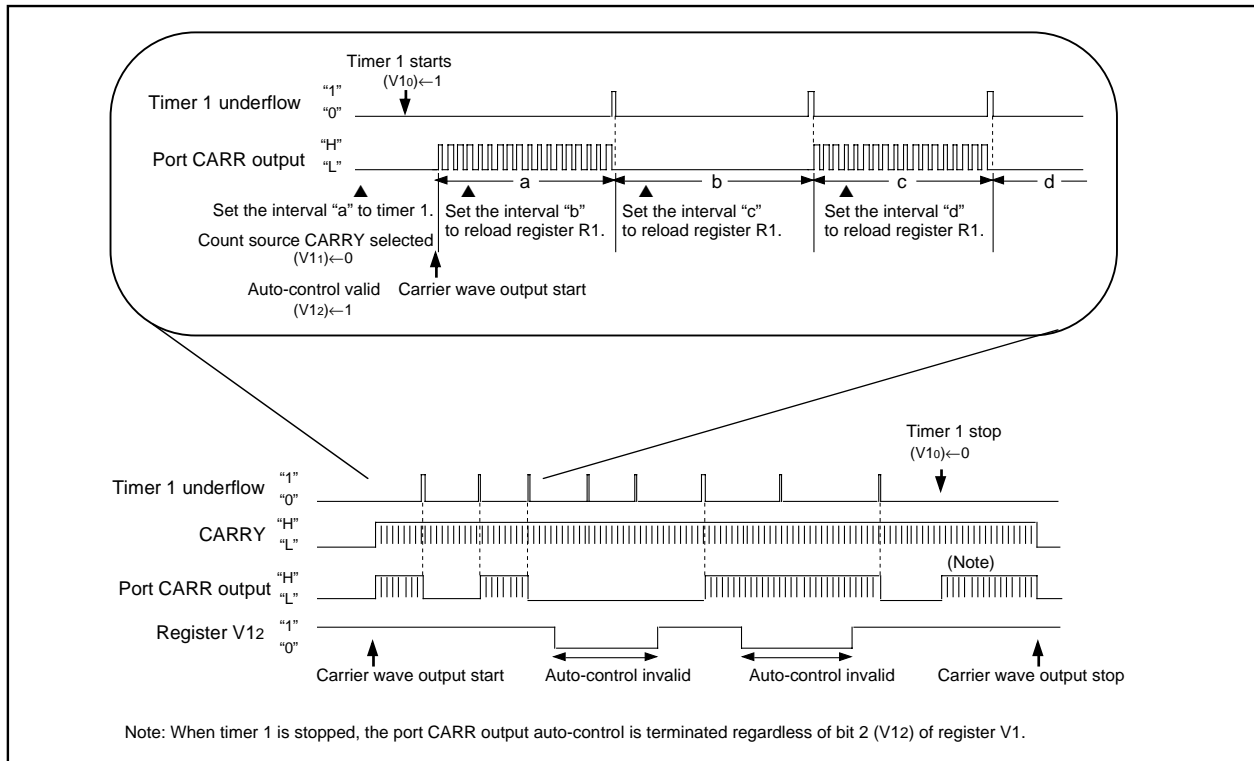 Timer 1 starts
(V10)←1
Timer 1 underflow
“1”
“0”
Port CARR output
“H”
“L”
a
b
c
d
Set the interval “a” to timer 1.
Set the interval “b”
to reload register R1.
Set the interval “c”
to reload register R1.
Set the interval “d”
to reload register R1.
Count source CARRY selected
(V11)←0
Auto-control valid
(V12)←1
Carrier wave output start
Timer 1 stop
(V10)←0
Timer 1 underflow
“1”
“0”
CARRY
“H”
“L”
Port CARR output
“H”
“L”
(Note)
Register V12
“1”
“0”
Carrier wave output start
Auto-control invalid
Auto-control invalid
Carrier wave output stop
Note: When timer 1 is stopped, the port CARR output auto-control is terminated regardless of bit 2 (V12) of register V1.